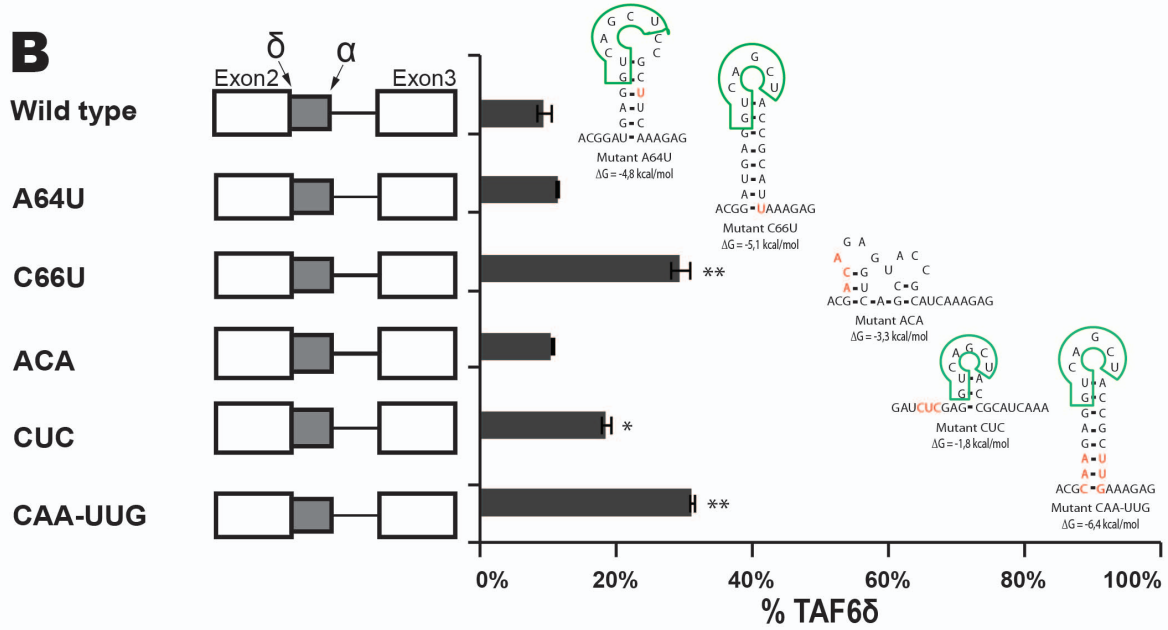 B
δ α
Exon2 Exon3
Wild type
A64U
C66U
ACA
CUC
CAA-UUG
G C U
A C
C C
U-G
G-C
G-U
A-U
G-C
ACGGAU-AAAGAG
Mutant A64U
ΔG = -4,8 kcal/mol
G
A C
C U
U-A
G-C
G-C
A-G
G-C
U-A
A-U
ACGG-UAAAGAG
Mutant C66U
ΔG = -5,1 kcal/mol
G A
A G A C
C-G U C
A-U C-G
ACG-C-A-G-CAUCAAAGAG
Mutant ACA
ΔG = -3,3 kcal/mol
A G C
C U
U-A
G-C
GAUCUCGAG-CGCAUCAAA
Mutant CUC
ΔG = -1,8 kcal/mol
G
A C
C U
U-A
G-C
G-C
A-G
G-C
A-U
A-U
ACGC-GAAAGAG
Mutant CAA-UUG
ΔG = -6,4 kcal/mol
**
*
**
0% 20% 40% 60% 80% 100%
% TAF6δ